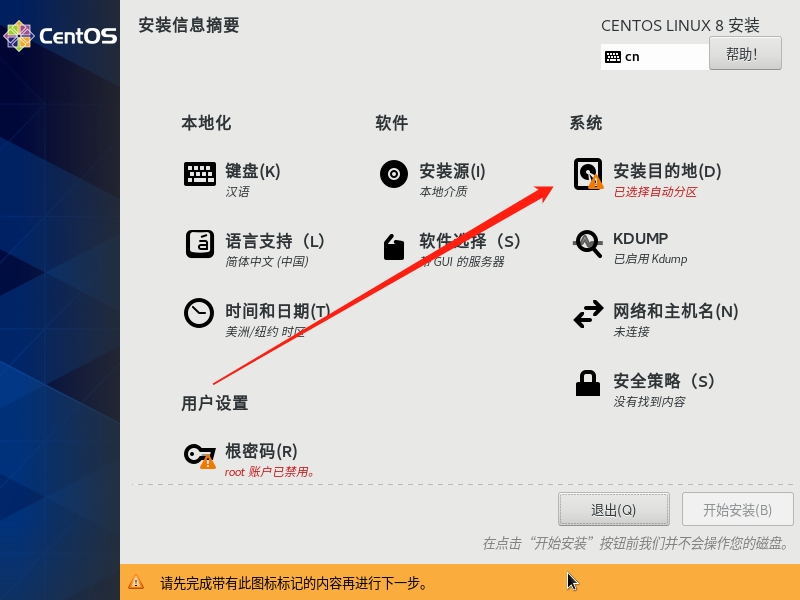 CentOS
安装信息摘要
CENTOS LINUX 8 安装
cn
帮助！
本地化
键盘(K)
汉语
语言支持（L）
简体中文 (中国)
时间和日期(T)
美洲/纽约 时区
用户设置
根密码(R)
root 账户已禁用。
软件
安装源(I)
本地介质
软件选择（S）
带 GUI 的服务器
系统
安装目的地(D)
已选择自动分区
KDUMP
已启用 Kdump
网络和主机名(N)
未连接
安全策略（S）
没有找到内容
退出(Q)
开始安装(B)
在点击“开始安装”按钮前我们并不会操作您的磁盘。
请先完成带有此图标标记的内容再进行下一步。